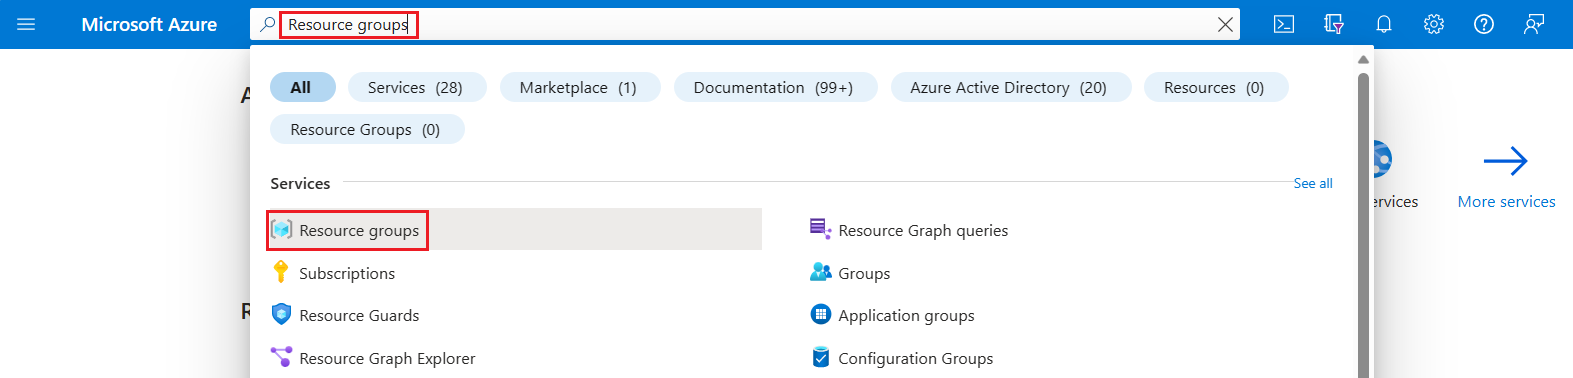 Microsoft Azure Resource groups
All Services (28) Marketplace (1) Documentation (99+) Azure Active Directory (20) Resources (0)
Resource Groups (0)
Services See all
ervices More services
Resource groups Resource Graph queries
Subscriptions Groups
Resource Guards Application groups
Resource Graph Explorer Configuration Groups